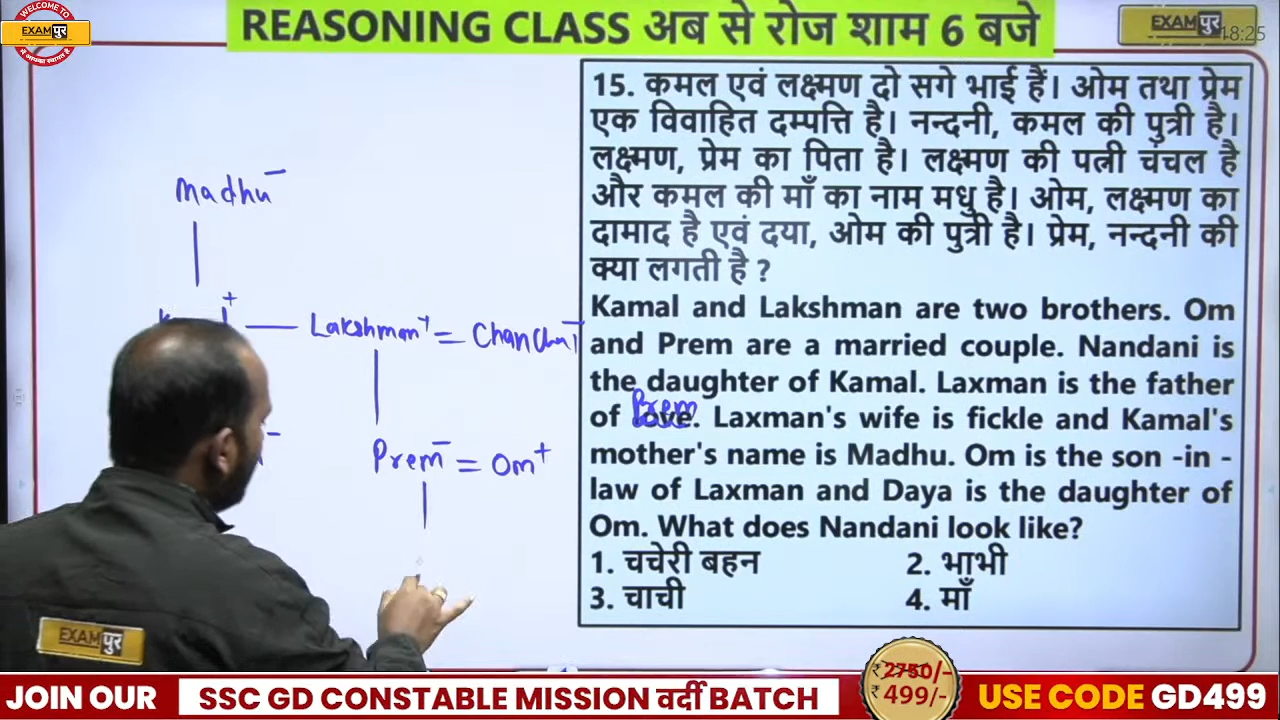 WELCOME TO
EXAMপুর
आपका स्वागत है
REASONING CLASS अब से रोज शाम 6 बजे
EXAMपुर
18:25
15. कमल एवं लक्ष्मण दो सगे भाई हैं। ओम तथा प्रेम
एक विवाहित दम्पत्ति है। नन्दनी, कमल की पुत्री है।
लक्ष्मण, प्रेम का पिता है। लक्ष्मण की पत्नी चंचल है
और कमल की माँ का नाम मधु है। ओम, लक्ष्मण का
दामाद है एवं दया, ओम की पुत्री है। प्रेम, नन्दनी की
क्या लगती है ?
Kamal and Lakshman are two brothers. Om
and Prem are a married couple. Nandani is
the daughter of Kamal. Laxman is the father
Prem
of love. Laxman's wife is fickle and Kamal's
mother's name is Madhu. Om is the son -in -
law of Laxman and Daya is the daughter of
Om. What does Nandani look like?
1. चचेरी बहन 2. भाभी
3. चाची 4. माँ
Madhu -
+
Lakshman + = Chanchal -
-
Prem - = Om +
EXAMपुर
JOIN OUR
SSC GD CONSTABLE MISSION वर्दी BATCH
₹ 2750/-
₹ 499/-
USE CODE GD499